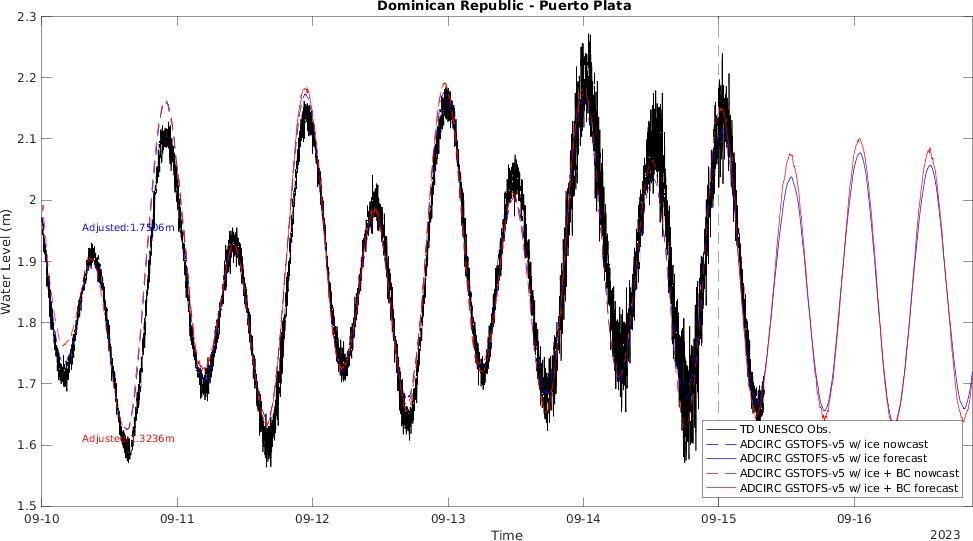 Dominican Republic - Puerto Plata
2.3
2.2
2.1
2
1.9
1.8
1.7
1.6
1.5
Water Level (m)
Adjusted:1.7506m
Adjusted:1.3236m
TD UNESCO Obs.
ADCIRC GSTOFS-v5 w/ ice nowcast
ADCIRC GSTOFS-v5 w/ ice forecast
ADCIRC GSTOFS-v5 w/ ice + BC nowcast
ADCIRC GSTOFS-v5 w/ ice + BC forecast
09-10 09-11 09-12 09-13 09-14 09-15 09-16
Time
2023